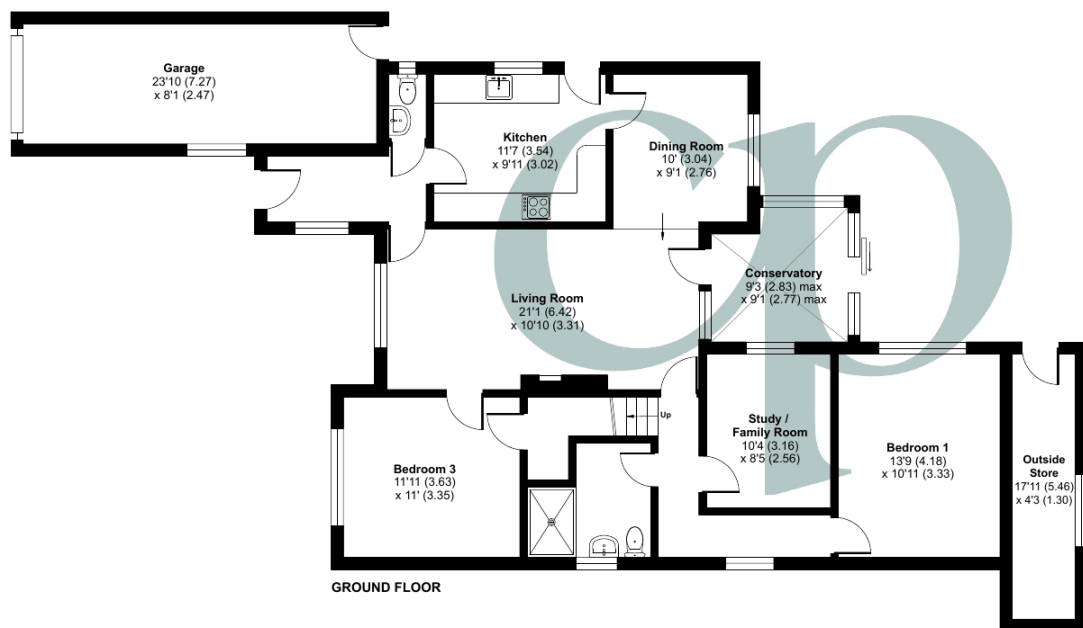 Garage
23'10 (7.27)
x 8'1 (2.47)
Kitchen
11'7 (3.54)
x 9'11 (3.02)
Dining Room
10' (3.04)
x 9'1 (2.76)
Conservatory
9'3 (2.83) max
x 9'1 (2.77) max
Living Room
21'1 (6.42)
x 10'10 (3.31)
Up
Study /
Family Room
10'4 (3.16)
x 8'5 (2.56)
Bedroom 1
13'9 (4.18)
x 10'11 (3.33)
Outside
Store
17'11 (5.46)
x 4'3 (1.30)
Bedroom 3
11'11 (3.63)
x 11' (3.35)
GROUND FLOOR
cp